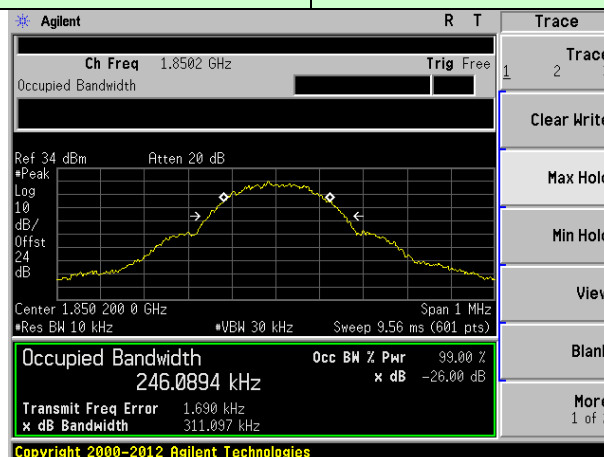 Agilent R T Trace
Ch Freq 1.8502 GHz Trig Free
Occupied Bandwidth
Trace
1 2
Clear Write
Max Hold
Min Hold
View
Blank
More
1 of
Ref 34 dBm Atten 20 dB
#Peak
Log
10
dB/
Offst
24
dB
Center 1.850 200 0 GHz Span 1 MHz
#Res BW 10 kHz #VBW 30 kHz Sweep 9.56 ms (601 pts)
Occupied Bandwidth Occ BW % Pwr 99.00 %
246.0894 kHz x dB -26.00 dB
Transmit Freq Error 1.690 kHz
x dB Bandwidth 311.097 kHz
Copyright 2000-2012 Agilent Technologies